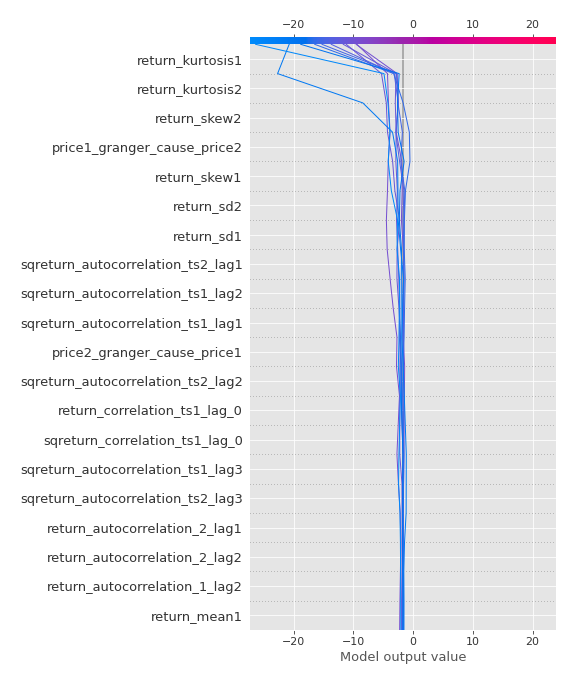 −20 −10 0 10 20
return_kurtosis1
return_kurtosis2
return_skew2
price1_granger_cause_price2
return_skew1
return_sd2
return_sd1
sqreturn_autocorrelation_ts2_lag1
sqreturn_autocorrelation_ts1_lag2
sqreturn_autocorrelation_ts1_lag1
price2_granger_cause_price1
sqreturn_autocorrelation_ts2_lag2
return_correlation_ts1_lag_0
sqreturn_correlation_ts1_lag_0
sqreturn_autocorrelation_ts1_lag3
sqreturn_autocorrelation_ts2_lag3
return_autocorrelation_2_lag1
return_autocorrelation_2_lag2
return_autocorrelation_1_lag2
return_mean1
−20 −10 0 10 20
Model output value